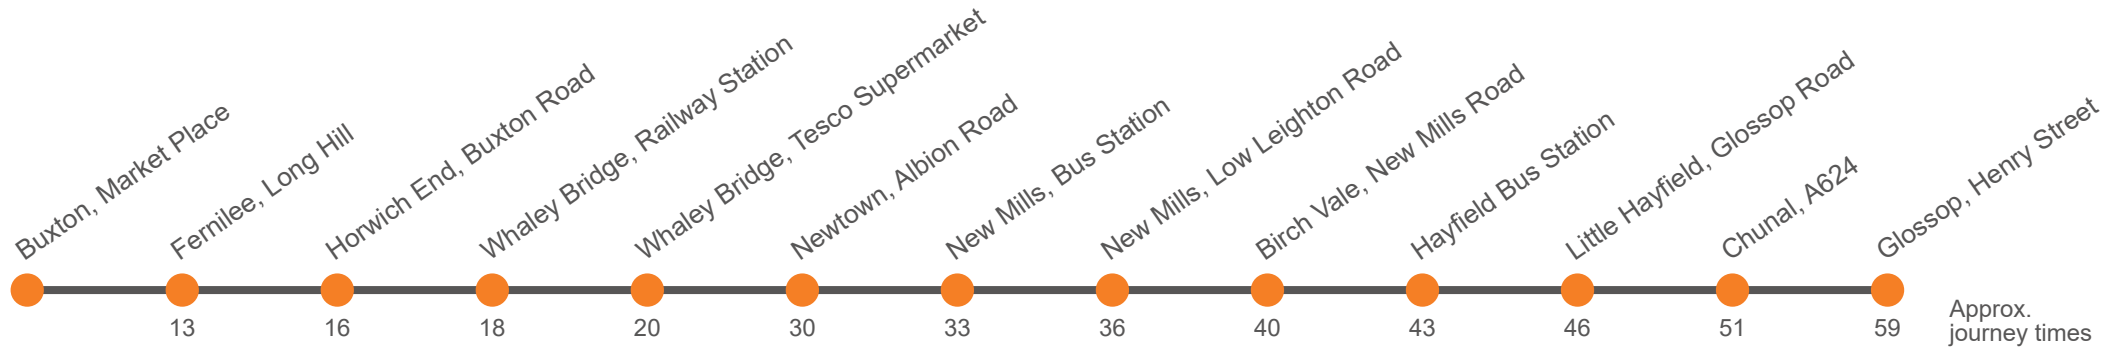 Buxton, Market Place
Fernilee, Long Hill
Horwich End, Buxton Road
Whaley Bridge, Railway Station
Whaley Bridge, Tesco Supermarket
Newtown, Albion Road
New Mills, Bus Station
New Mills, Low Leighton Road
Birch Vale, New Mills Road
Hayfield Bus Station
Little Hayfield, Glossop Road
Chunal, A624
Glossop, Henry Street
13 16 18 20 30 33 36 40 43 46 51 59
Approx.
journey times